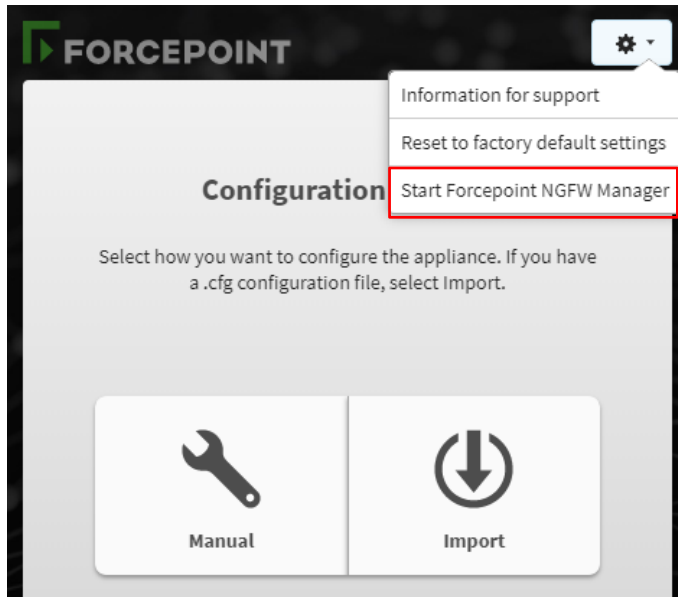 FORCEPOINT
Information for support
Reset to factory default settings
Start Forcepoint NGFW Manager
Configuration
Select how you want to configure the appliance. If you have
a .cfg configuration file, select Import.
Manual
Import